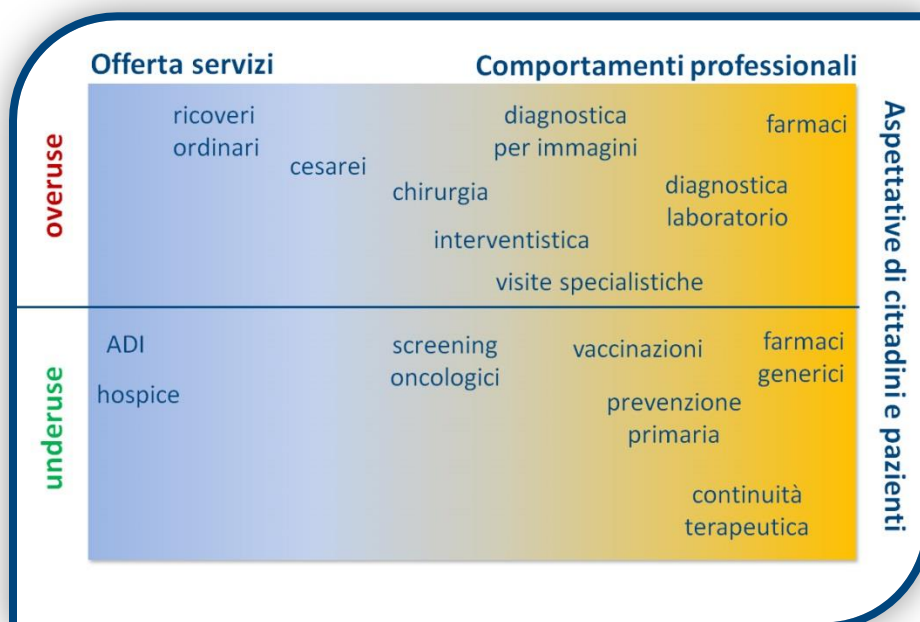 Offerta servizi
Comportamenti professionali
overuse
ricoveri
ordinari
cesarei
diagnostica
per immagini
farmaci
chirurgia
diagnostica
laboratorio
interventistica
visite specialistiche
underuse
ADI
hospice
screening
oncologici
vaccinazioni
farmaci
generici
prevenzione
primaria
continuità
terapeutica
Aspettative di cittadini e pazienti